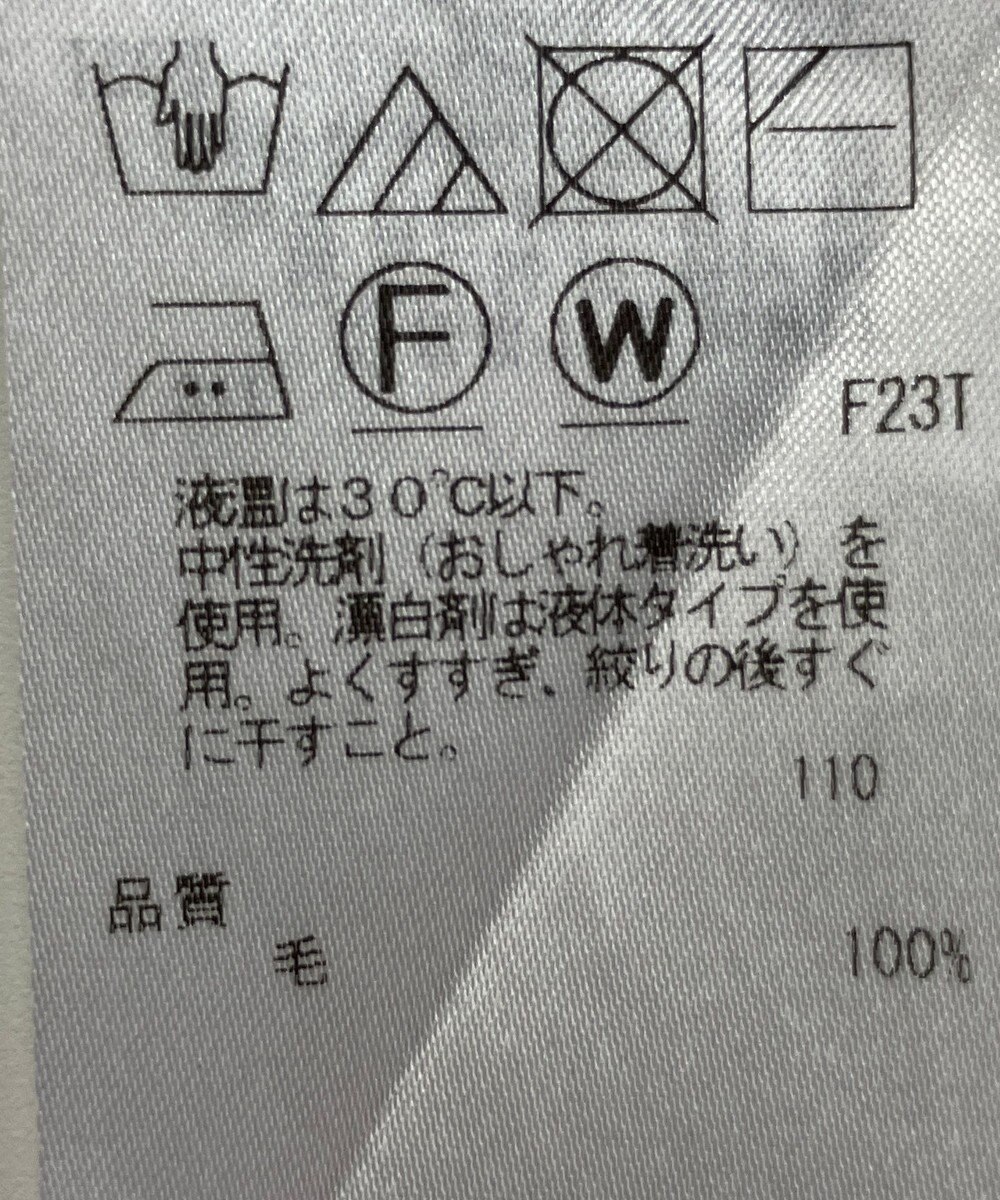 F W
F23T
液温は３０℃以下。
中性洗剤（おしゃれ着洗い）を
使用。漂白剤は液体タイプを使
用。よくすすぎ、絞りの後すぐ
に干すこと。
110
品質
毛 100%